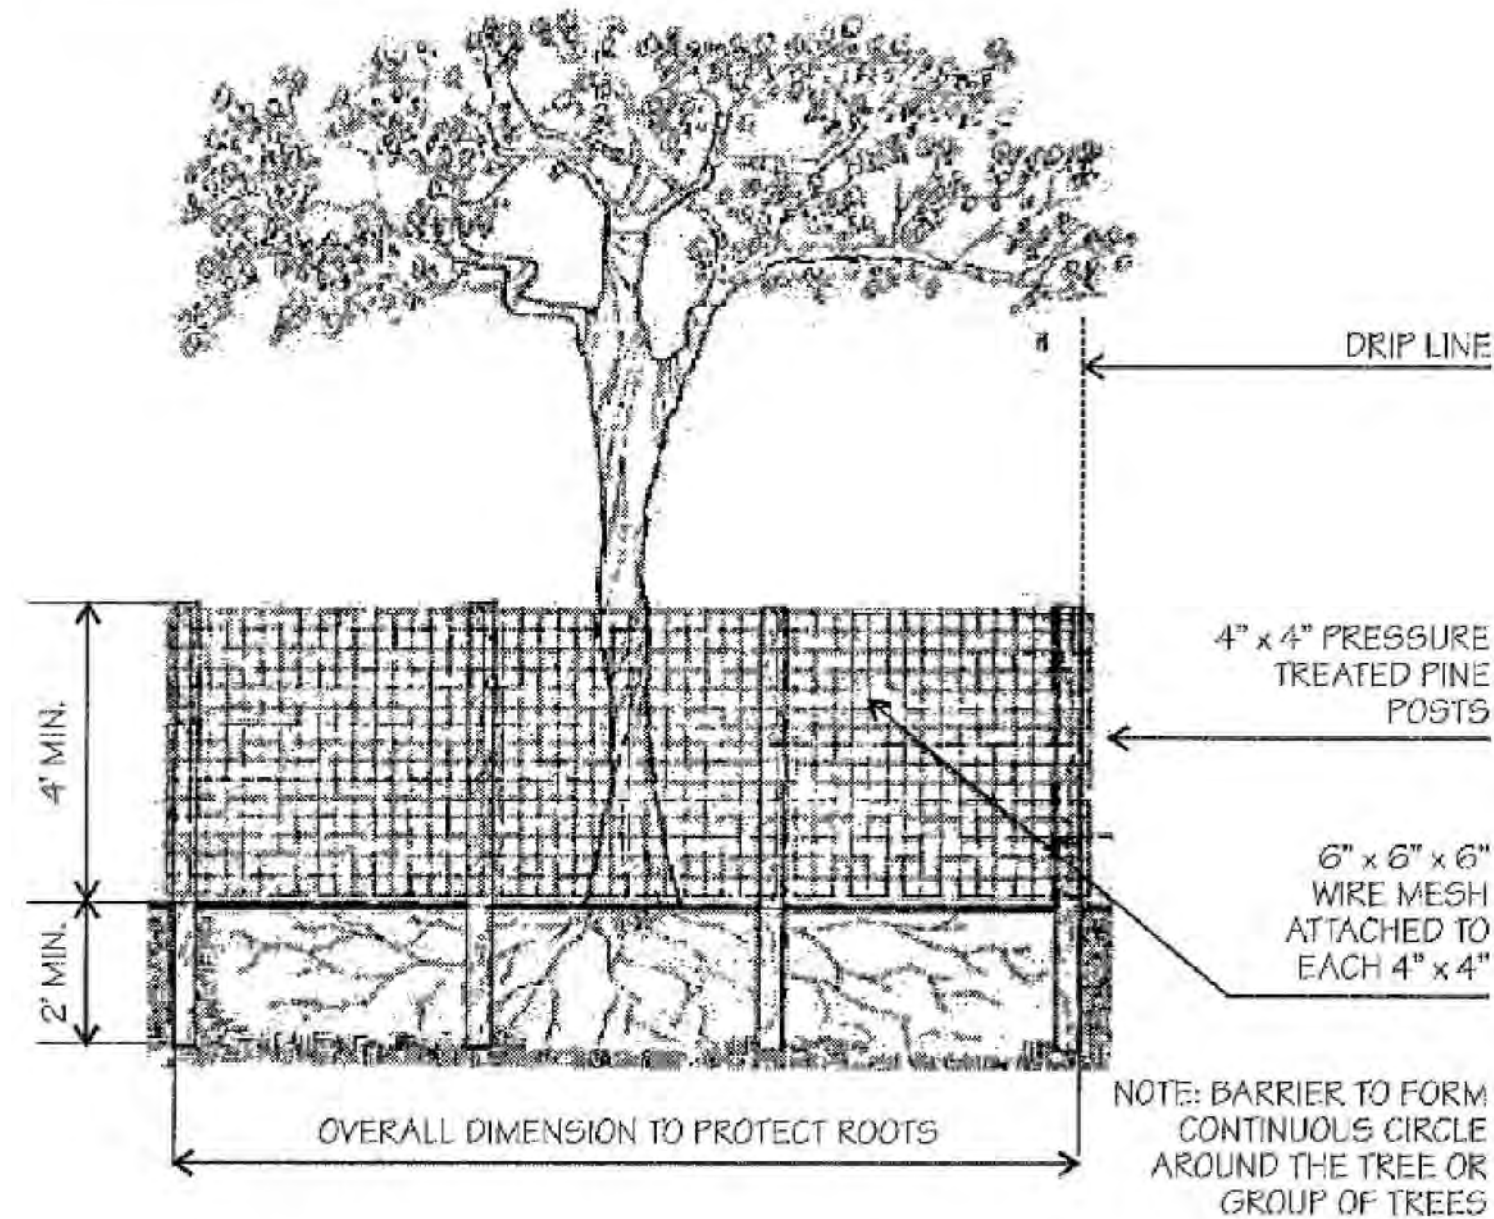 DRIP LINE
4" x 4" PRESSURE
TREATED PINE
POSTS
4' MIN.
6" x 6" x 6"
WIRE MESH
ATTACHED TO
EACH 4" x 4"
2' MIN.
OVERALL DIMENSION TO PROTECT ROOTS
NOTE: BARRIER TO FORM
CONTINUOUS CIRCLE
AROUND THE TREE OR
GROUP OF TREES